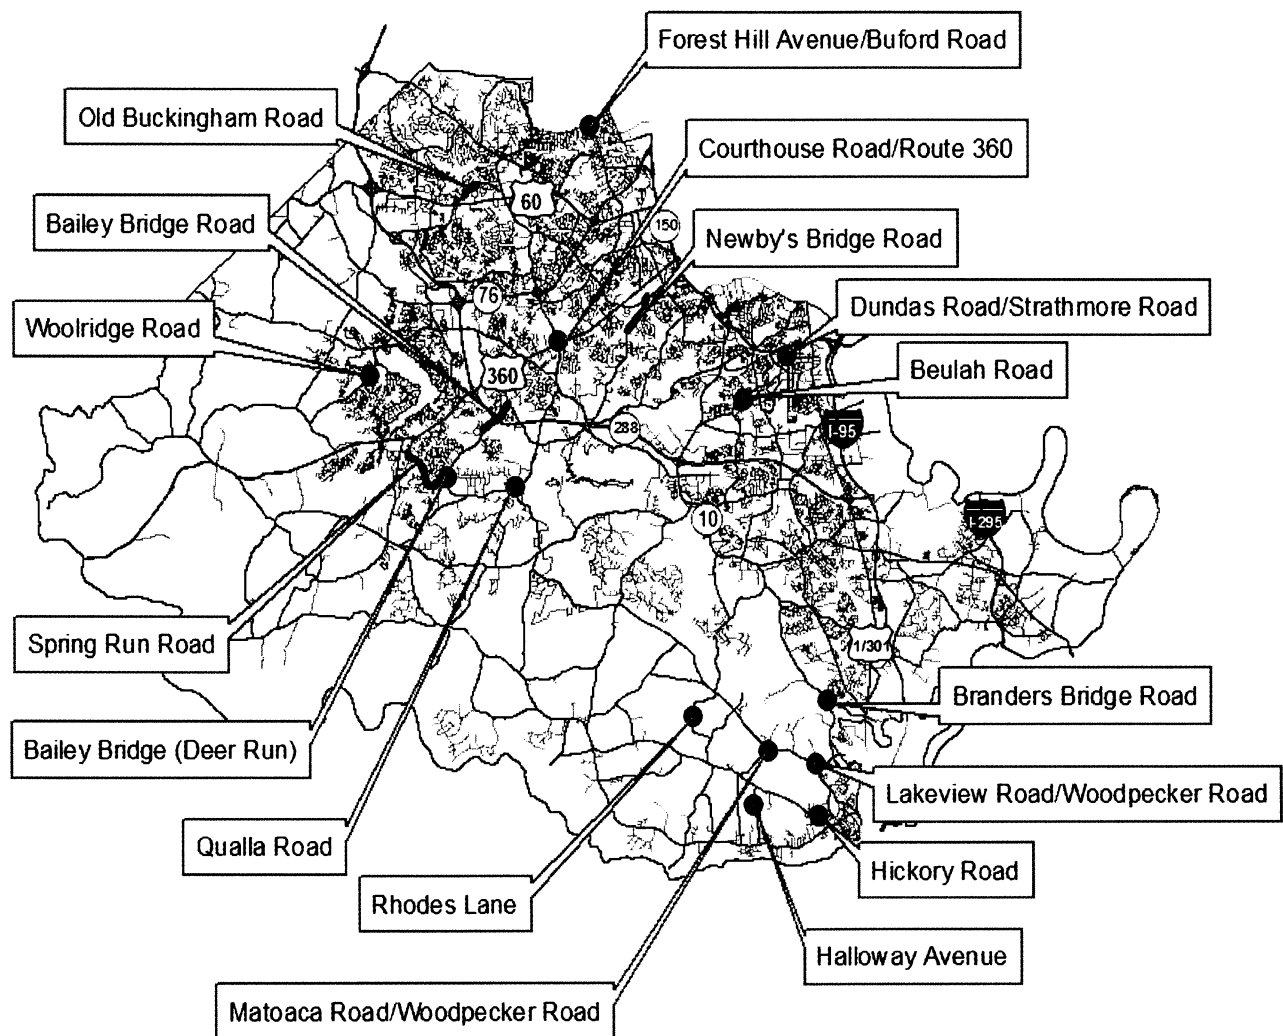 Forest Hill Avenue/Buford Road
Old Buckingham Road
Courthouse Road/Route 360
60
Bailey Bridge Road
150
Newby's Bridge Road
76
Dundas Road/Strathmore Road
Woolridge Road
360
Beulah Road
288
I-95
10
I-295
Spring Run Road
1/301
Branders Bridge Road
Bailey Bridge (Deer Run)
Lakeview Road/Woodpecker Road
Qualla Road
Hickory Road
Rhodes Lane
Halloway Avenue
Matoaca Road/Woodpecker Road